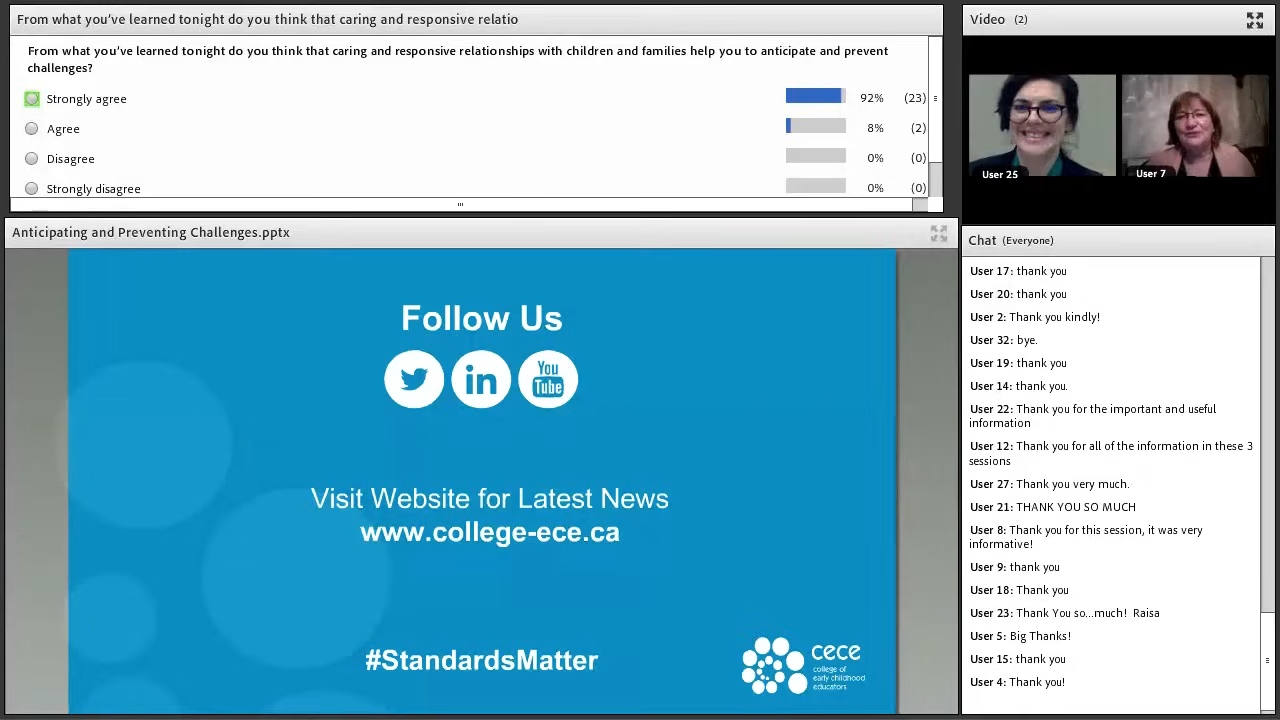 From what you’ve learned tonight do you think that caring and responsive relatio
From what you’ve learned tonight do you think that caring and responsive relationships with children and families help you to anticipate and prevent
challenges?
Strongly agree 92% (23)
Agree 8% (2)
Disagree 0% (0)
Strongly disagree 0% (0)
Video (2)
User 25
User 7
Anticipating and Preventing Challenges.pptx
Follow Us
in
You
Tube
Visit Website for Latest News
www.college-ece.ca
#StandardsMatter
cece
college of
early childhood
educators
Chat (Everyone)
User 17: thank you
User 20: thank you
User 2: Thank you kindly!
User 32: bye.
User 19: thank you
User 14: thank you.
User 22: Thank you for the important and useful
information
User 12: Thank you for all of the information in these 3
sessions
User 27: Thank you very much.
User 21: THANK YOU SO MUCH
User 8: Thank you for this session, it was very
informative!
User 9: thank you
User 18: Thank you
User 23: Thank You so...much! Raisa
User 5: Big Thanks!
User 15: thank you
User 4: Thank you!